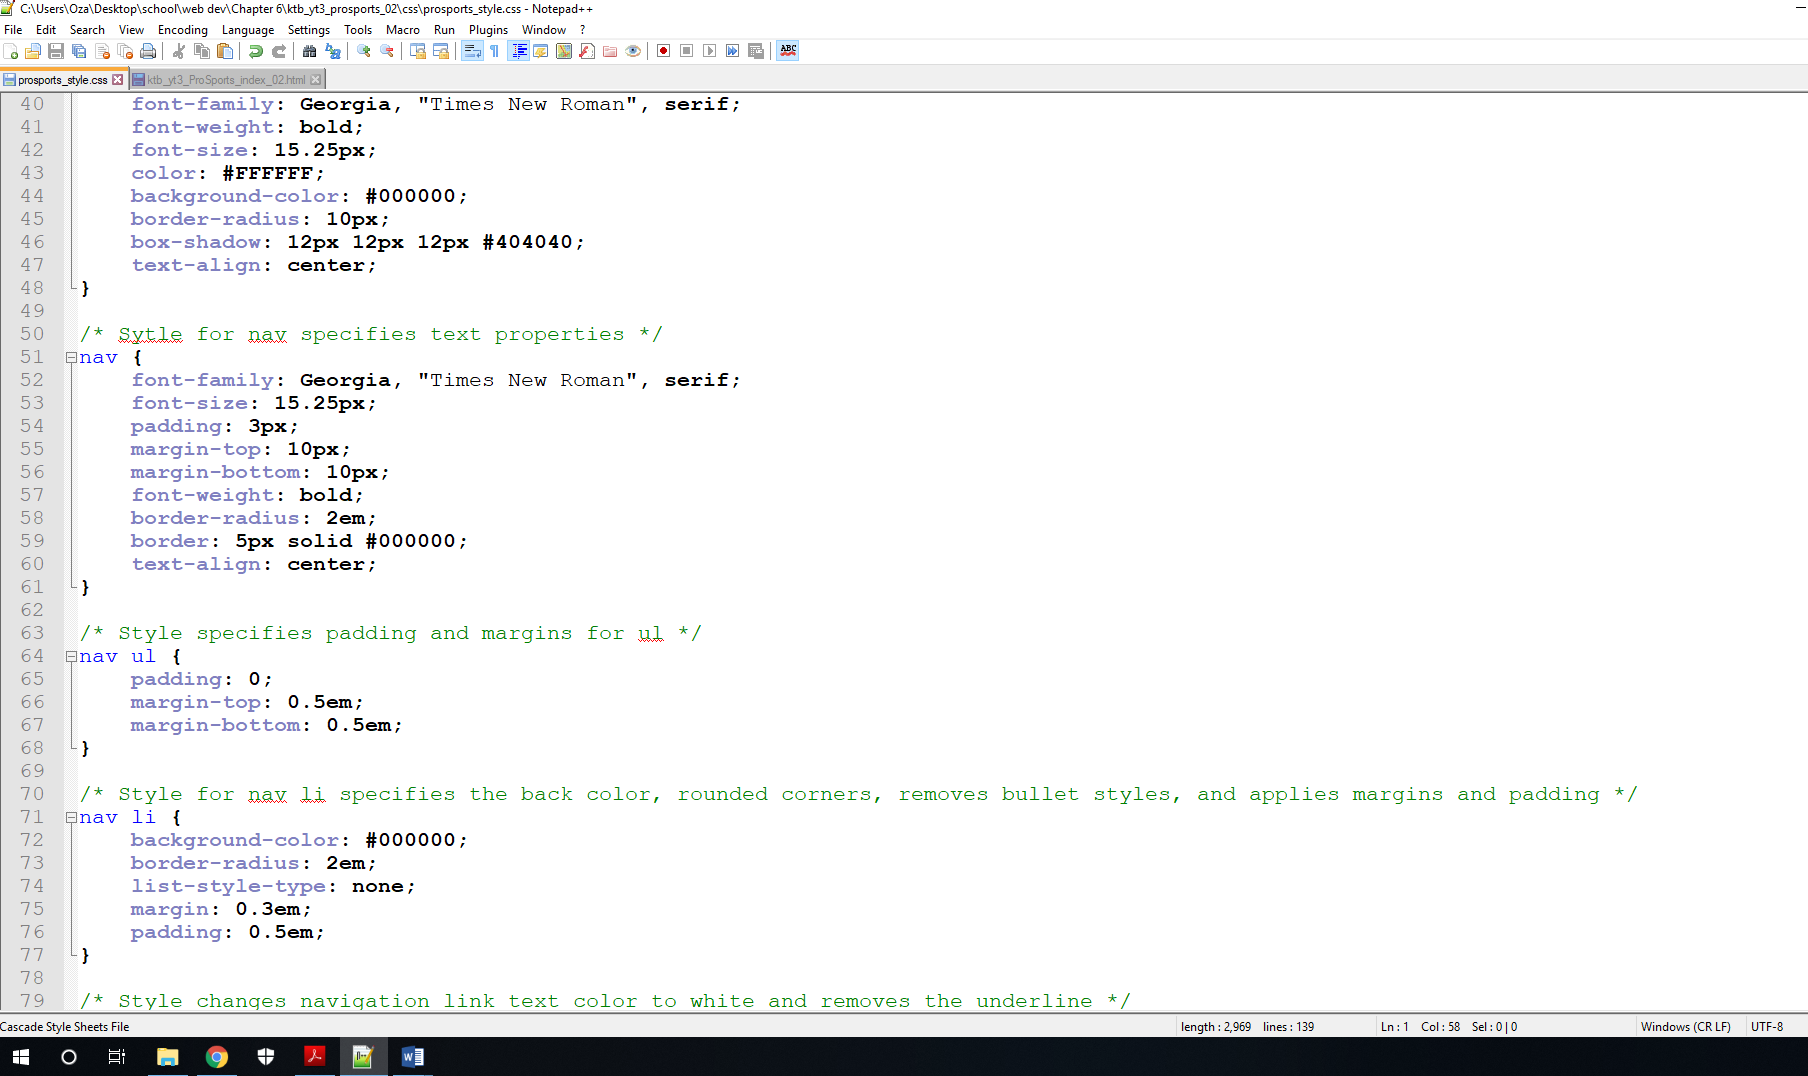 C:\Users\Oza\Desktop\school\web dev\Chapter 6\ktb_yt3_prosports_02\css\prosports_style.css - Notepad++
File Edit Search View Encoding Language Settings Tools Macro Run Plugins Window ?
ABC
prosports_style.css ktb_yt3_ProSports_index_02.html
40 font-family: Georgia, "Times New Roman", serif;
41 font-weight: bold;
42 font-size: 15.25px;
43 color: #FFFFFF;
44 background-color: #000000;
45 border-radius: 10px;
46 box-shadow: 12px 12px 12px #404040;
47 text-align: center;
48 }
49
50 /* Sytle for nav specifies text properties */
51 nav {
52 font-family: Georgia, "Times New Roman", serif;
53 font-size: 15.25px;
54 padding: 3px;
55 margin-top: 10px;
56 margin-bottom: 10px;
57 font-weight: bold;
58 border-radius: 2em;
59 border: 5px solid #000000;
60 text-align: center;
61 }
62
63 /* Style specifies padding and margins for ul */
64 nav ul {
65 padding: 0;
66 margin-top: 0.5em;
67 margin-bottom: 0.5em;
68 }
69
70 /* Style for nav li specifies the back color, rounded corners, removes bullet styles, and applies margins and padding */
71 nav li {
72 background-color: #000000;
73 border-radius: 2em;
74 list-style-type: none;
75 margin: 0.3em;
76 padding: 0.5em;
77 }
78
79 /* Style changes navigation link text color to white and removes the underline */
Cascade Style Sheets File length : 2,969 lines : 139 Ln : 1 Col : 58 Sel : 0 | 0 Windows (CR LF) UTF-8